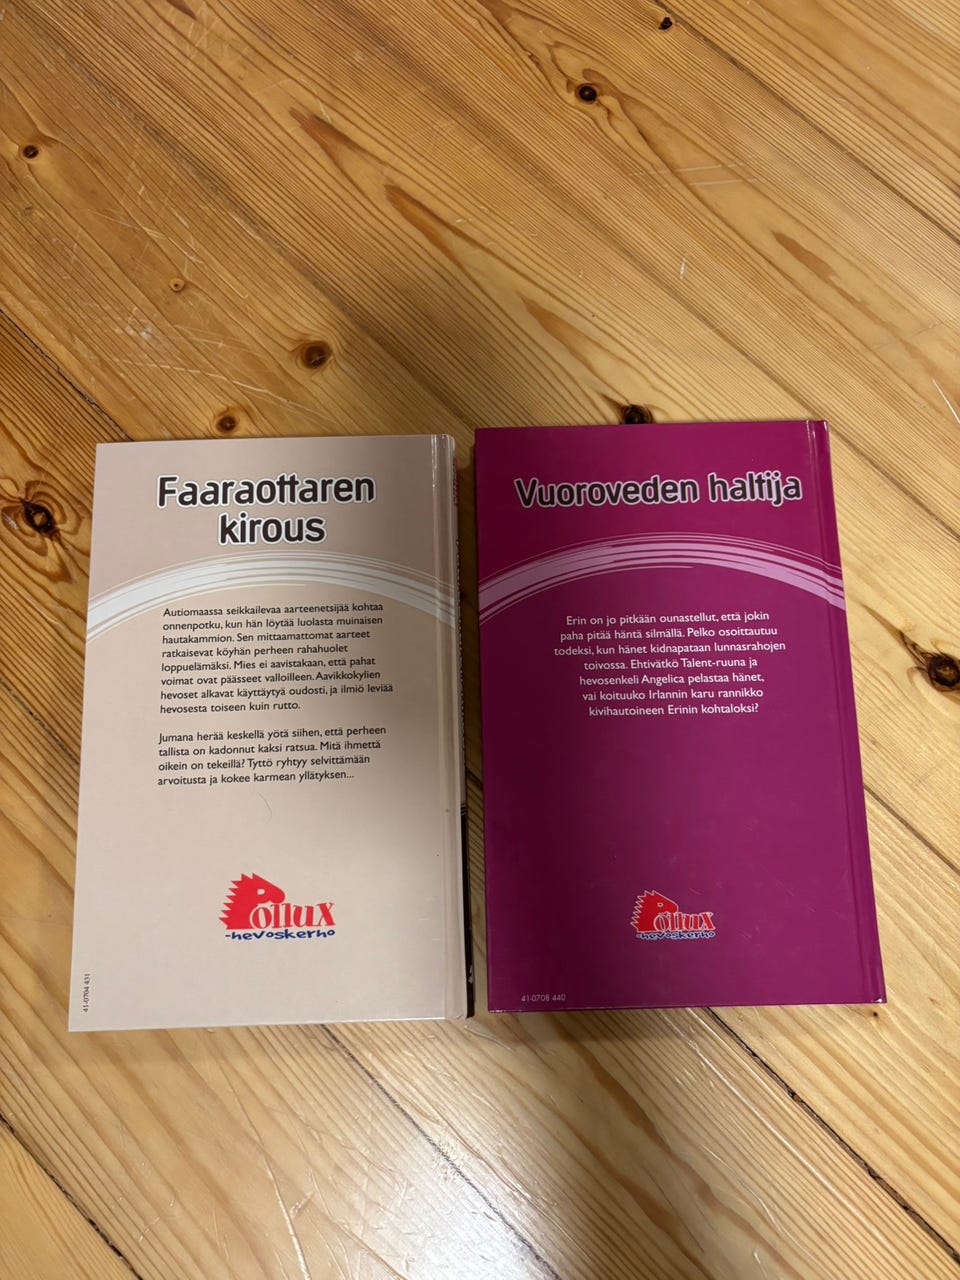 Faaraottaren
kirous
Autiomaassa seikkailevaa aarteenetsijää kohtaa
onnenpotku, kun hän löytää luolasta muinaisen
hautakammion. Sen mittaamattomat aarteet
ratkaisevat köyhän perheen rahahuolet
loppuelämäksi. Mies ei aavistakaan, että pahat
voimat ovat päässeet valloilleen. Aavikkokylien
hevoset alkavat käyttäytyä oudosti, ja ilmiö leviää
hevosesta toiseen kuin rutto.
Jumana herää keskellä yötä siihen, että perheen
tallista on kadonnut kaksi ratsua. Mitä ihmettä
oikein on tekeillä? Tyttö ryhtyy selvittämään
arvoitusta ja kokee karmean yllätyksen...
Pollux
-hevoskerho
41-0704 431
Vuoroveden haltija
Erin on jo pitkään ounastellut, että jokin
paha pitää häntä silmällä. Pelko osoittautuu
todeksi, kun hänet kidnapataan lunnasrahojen
toivossa. Ehtivätkö Talent-ruuna ja
hevosenkeli Angelica pelastaa hänet,
vai koituuko Irlannin karu rannikko
kivihautoineen Erinin kohtaloksi?
Pollux
-hevoskerho
41-0708 440